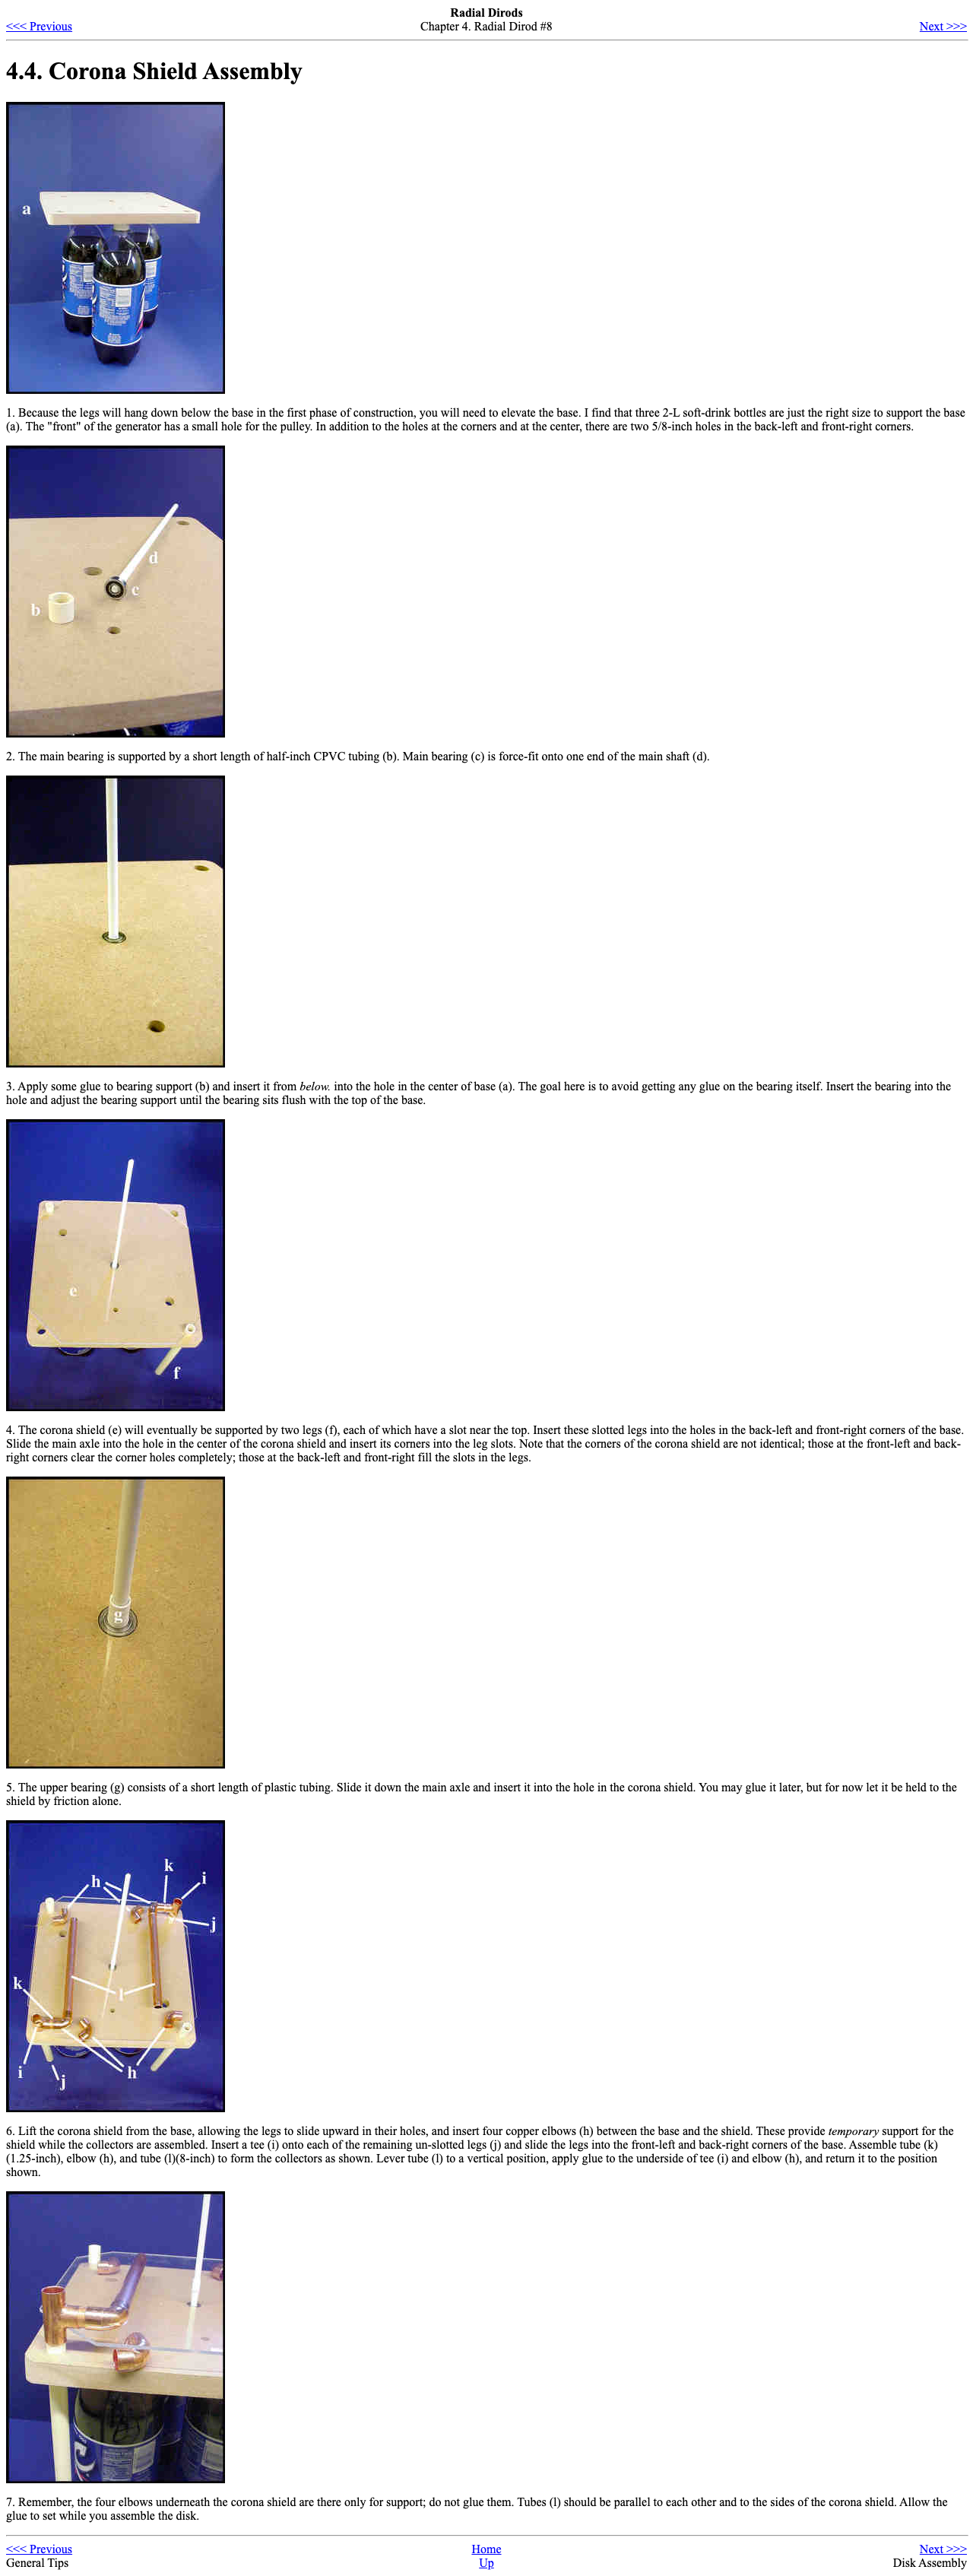 Radial Dirods
<<< Previous
Chapter 4. Radial Dirod #8
Next >>>
4.4. Corona Shield Assembly
a
1. Because the legs will hang down below the base in the first phase of construction, you will need to elevate the base. I find that three 2-L soft-drink bottles are just the right size to support the base
(a). The "front" of the generator has a small hole for the pulley. In addition to the holes at the corners and at the center, there are two 5/8-inch holes in the back-left and front-right corners.
d
c
b
2. The main bearing is supported by a short length of half-inch CPVC tubing (b). Main bearing (c) is force-fit onto one end of the main shaft (d).
3. Apply some glue to bearing support (b) and insert it from below. into the hole in the center of base (a). The goal here is to avoid getting any glue on the bearing itself. Insert the bearing into the
hole and adjust the bearing support until the bearing sits flush with the top of the base.
e
f
4. The corona shield (e) will eventually be supported by two legs (f), each of which have a slot near the top. Insert these slotted legs into the holes in the back-left and front-right corners of the base.
Slide the main axle into the hole in the center of the corona shield and insert its corners into the leg slots. Note that the corners of the corona shield are not identical; those at the front-left and back-
right corners clear the corner holes completely; those at the back-left and front-right fill the slots in the legs.
g
5. The upper bearing (g) consists of a short length of plastic tubing. Slide it down the main axle and insert it into the hole in the corona shield. You may glue it later, but for now let it be held to the
shield by friction alone.
k
h
i
j
k
l
i
h
j
6. Lift the corona shield from the base, allowing the legs to slide upward in their holes, and insert four copper elbows (h) between the base and the shield. These provide temporary support for the
shield while the collectors are assembled. Insert a tee (i) onto each of the remaining un-slotted legs (j) and slide the legs into the front-left and back-right corners of the base. Assemble tube (k)
(1.25-inch), elbow (h), and tube (l)(8-inch) to form the collectors as shown. Lever tube (l) to a vertical position, apply glue to the underside of tee (i) and elbow (h), and return it to the position
shown.
7. Remember, the four elbows underneath the corona shield are there only for support; do not glue them. Tubes (l) should be parallel to each other and to the sides of the corona shield. Allow the
glue to set while you assemble the disk.
<<< Previous
Home
Next >>>
General Tips
Up
Disk Assembly